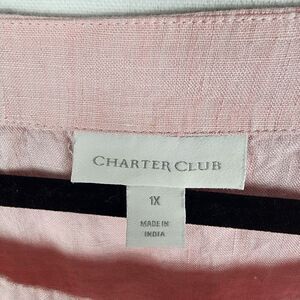 CHARTER CLUB
1X
MADE IN
INDIA